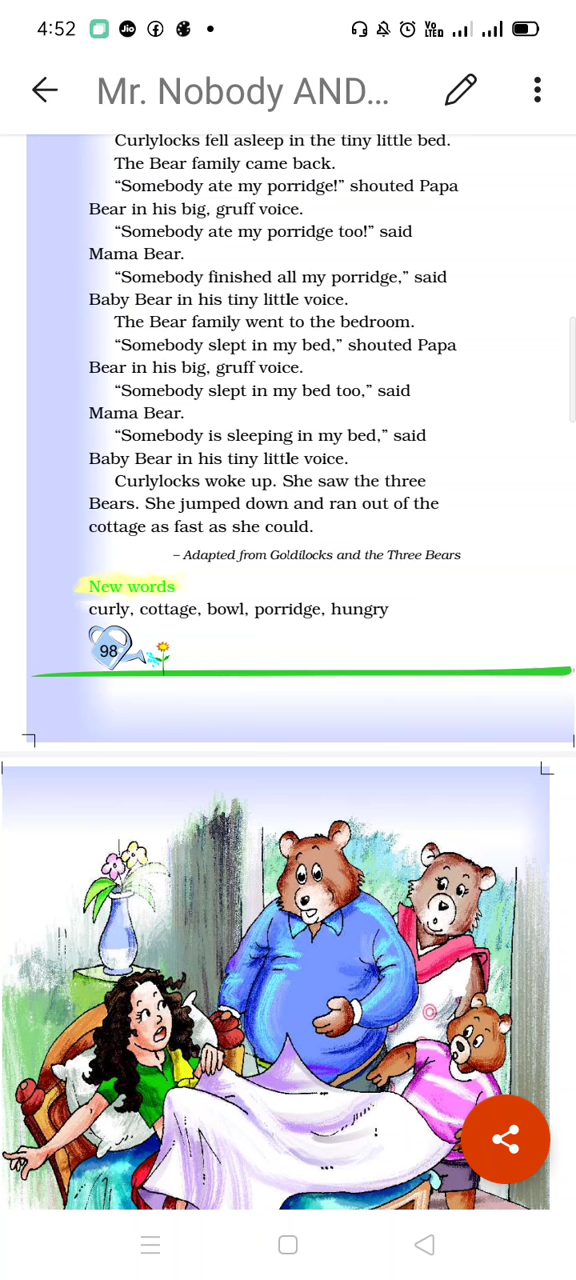 4:52 Jio Vo LTED
Mr. Nobody AND...
Curlylocks fell asleep in the tiny little bed.
The Bear family came back.
“Somebody ate my porridge!” shouted Papa
Bear in his big, gruff voice.
“Somebody ate my porridge too!” said
Mama Bear.
“Somebody finished all my porridge,” said
Baby Bear in his tiny little voice.
The Bear family went to the bedroom.
“Somebody slept in my bed,” shouted Papa
Bear in his big, gruff voice.
“Somebody slept in my bed too,” said
Mama Bear.
“Somebody is sleeping in my bed,” said
Baby Bear in his tiny little voice.
Curlylocks woke up. She saw the three
Bears. She jumped down and ran out of the
cottage as fast as she could.
– Adapted from Goldilocks and the Three Bears
New words
curly, cottage, bowl, porridge, hungry
98